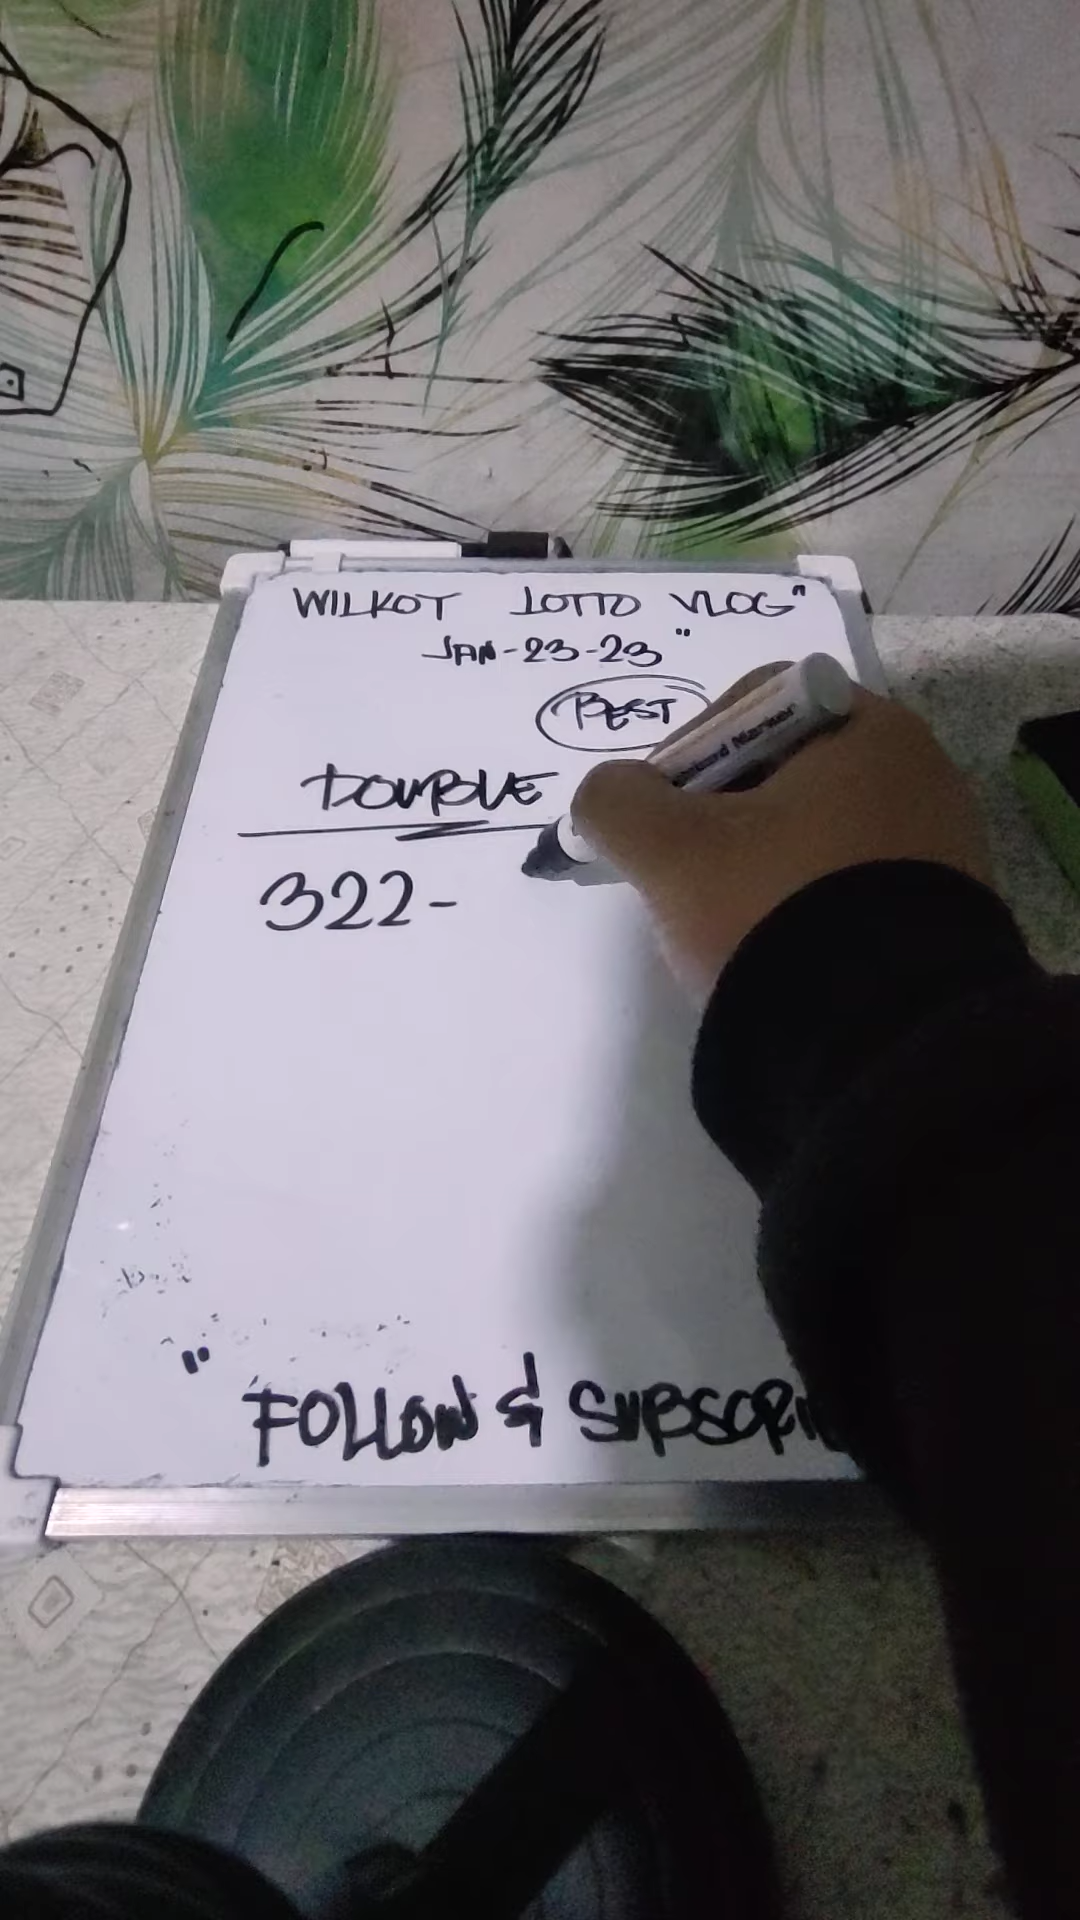 WILKOT LOTTO VLOG"
JAN-23-23"
BEST
DOUBLE
322-
" FOLLOW & SUBSCRI